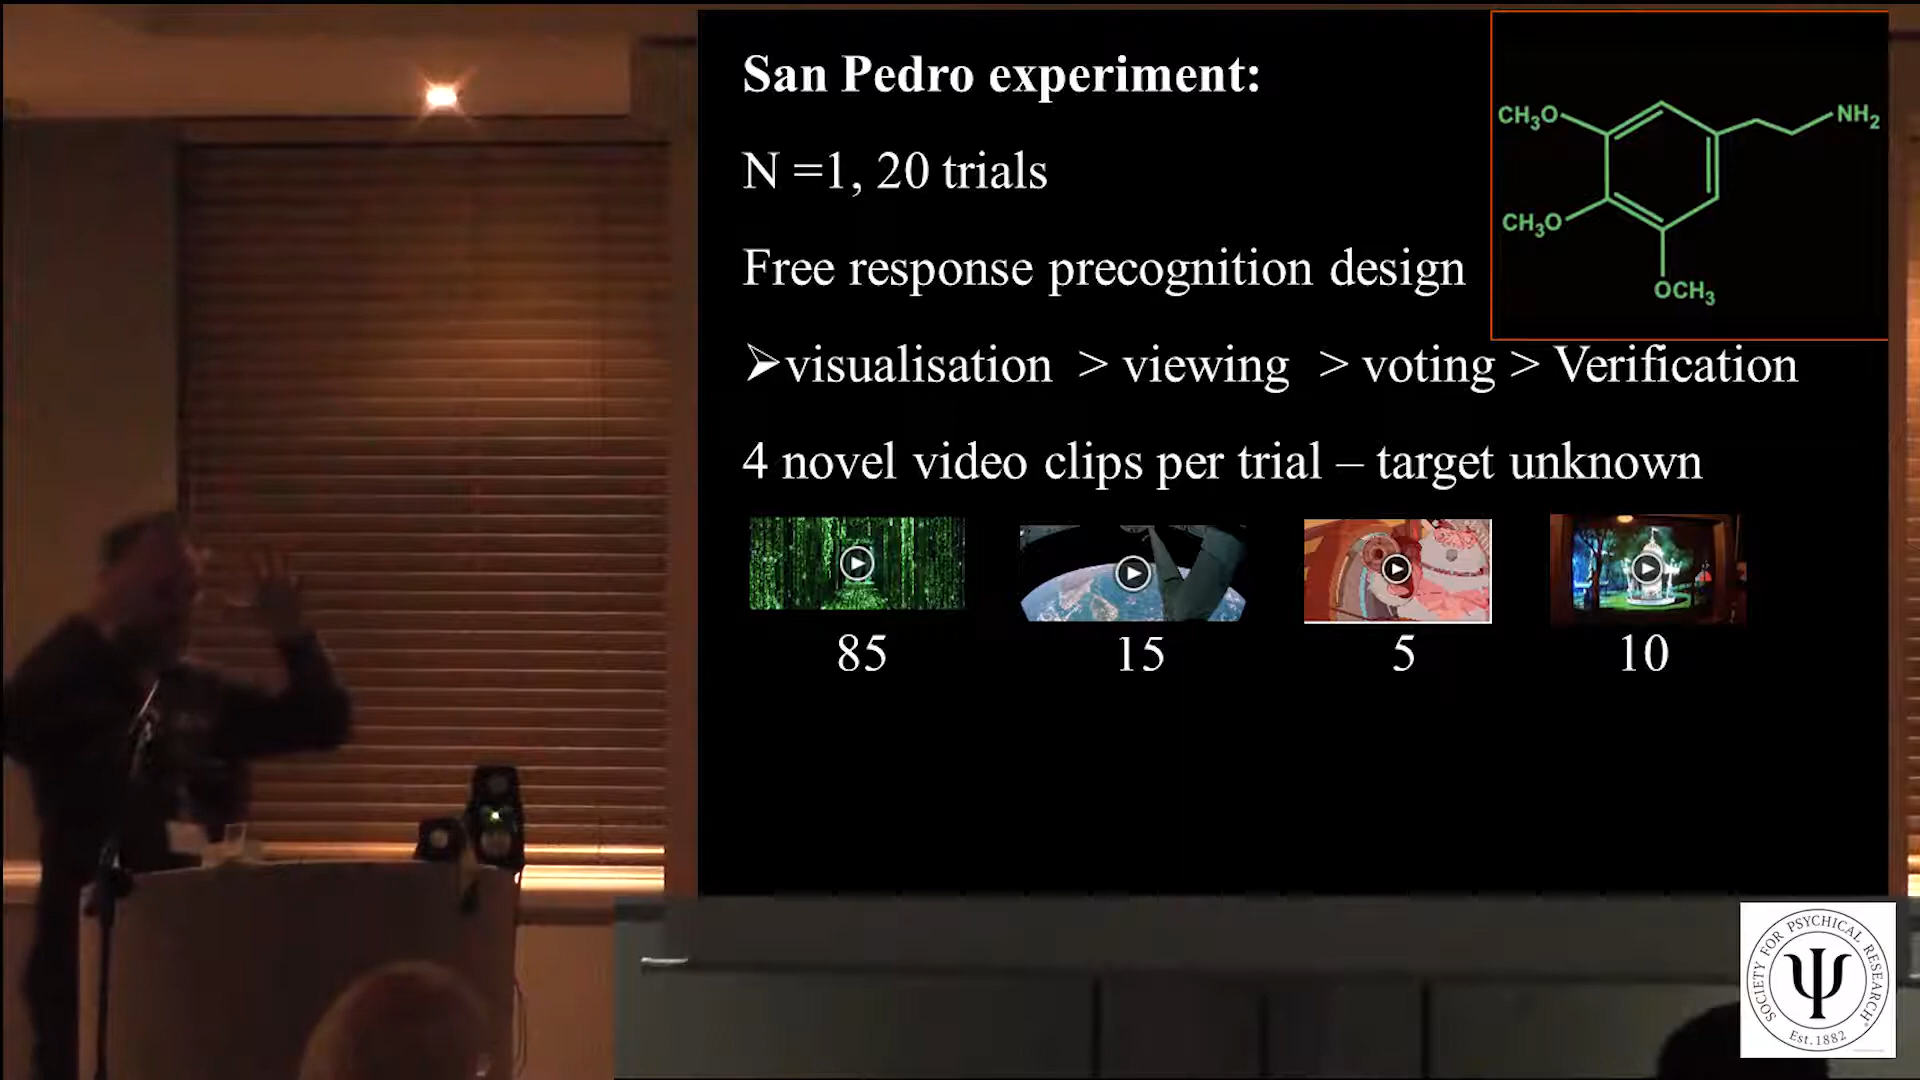 San Pedro experiment:
N =1, 20 trials
Free response precognition design
➢visualisation > viewing > voting > Verification
4 novel video clips per trial – target unknown
85 15 5 10
CH₃O
NH₂
CH₃O
OCH₃
SOCIETY FOR PSYCHICAL RESEARCH
Est.1882